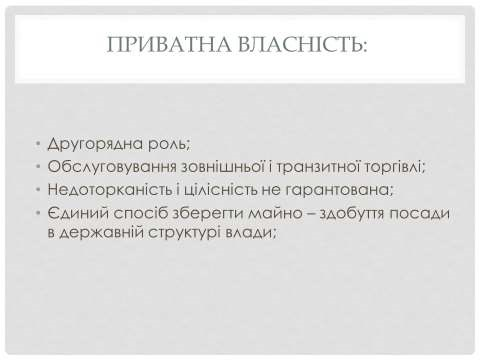 ПРИВАТНА ВЛАСНІСТЬ:
• Другорядна роль;
• Обслуговування зовнішньої і транзитної торгівлі;
• Недоторканість і цілісність не гарантована;
• Єдиний спосіб зберегти майно – здобуття посади
в державній структурі влади;